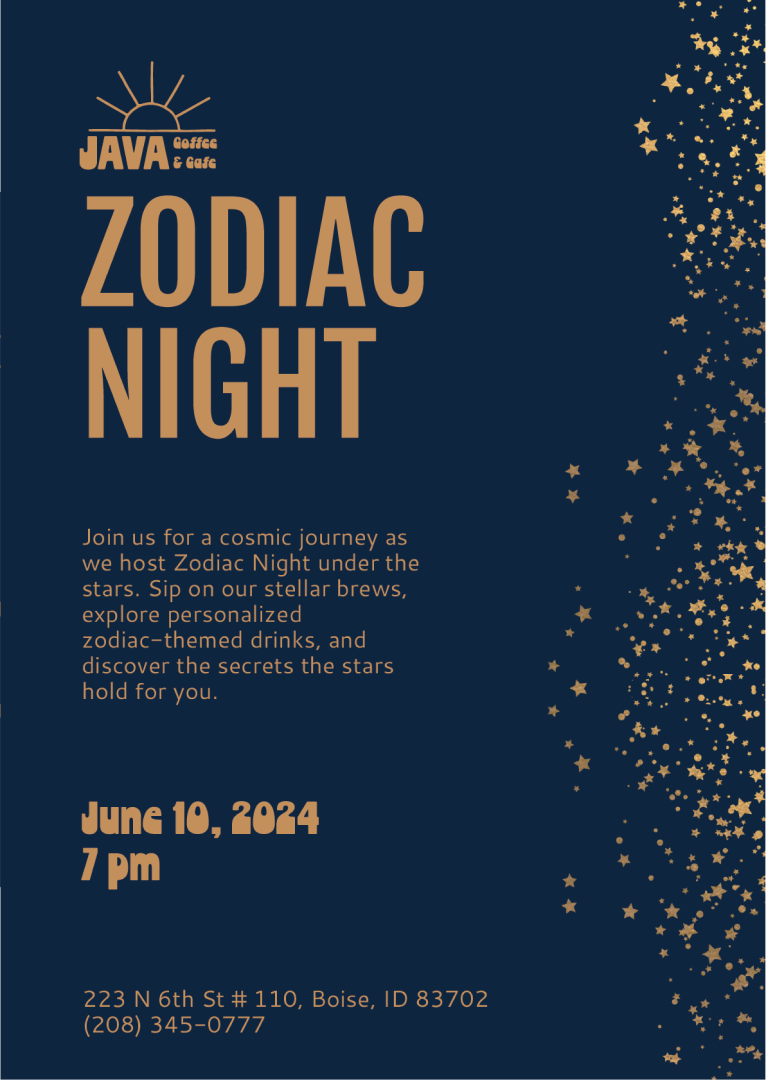 JAVA Coffee
& Cafe
ZODIAC
NIGHT
Join us for a cosmic journey as
we host Zodiac Night under the
stars. Sip on our stellar brews,
explore personalized
zodiac-themed drinks, and
discover the secrets the stars
hold for you.
June 10, 2024
7 pm
223 N 6th St # 110, Boise, ID 83702
(208) 345-0777